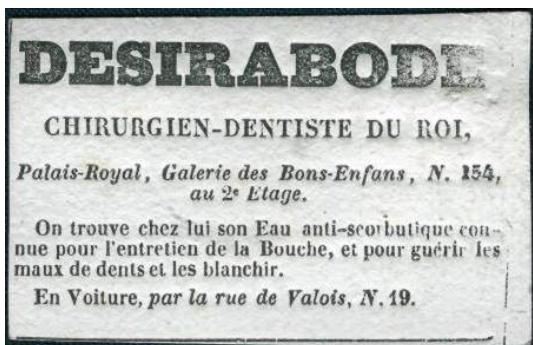 DESIRABODE
CHIRURGIEN-DENTISTE DU ROI,
Palais-Royal, Galerie des Bons-Enfans, N. 154,
au 2e Etage.
On trouve chez lui son Eau anti-scorbutique con-
nue pour l'entretien de la Bouche, et pour guérir les
maux de dents et les blanchir.
En Voiture, par la rue de Valois, N. 19.